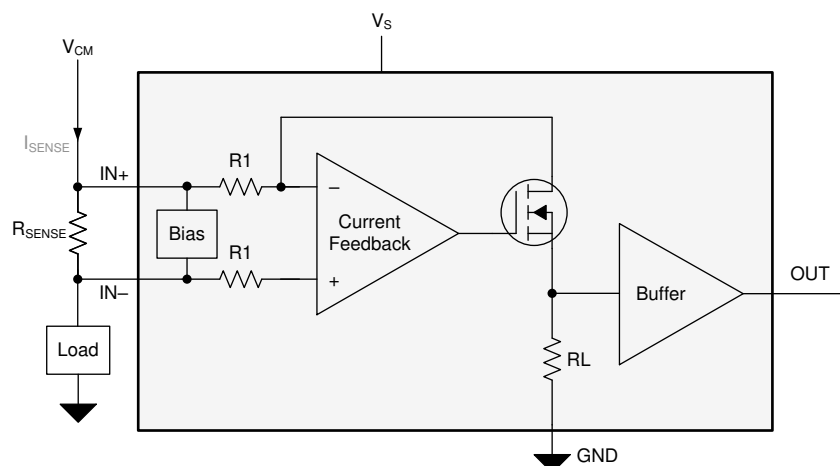 VS
VCM
ISENSE
IN+
R1
RSENSE
Bias
−
Current
Feedback
+
R1
IN−
Load
Buffer
OUT
RL
GND